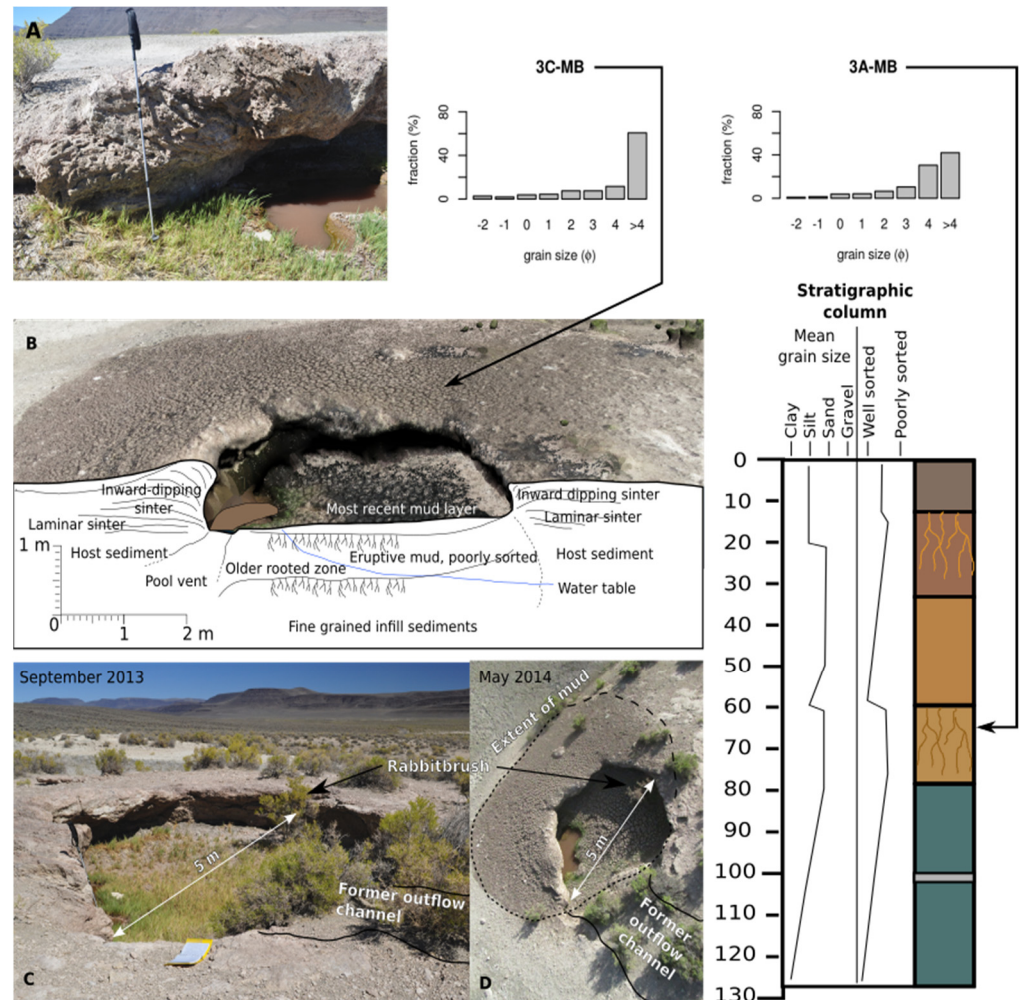 A
3C-MB
fraction (%)
80
40
0
-2 -1 0 1 2 3 4 >4
grain size (ϕ)
3A-MB
fraction (%)
80
40
0
-2 -1 0 1 2 3 4 >4
grain size (ϕ)
B
Inward-dipping
sinter
Laminar sinter
Host sediment
1 m
Pool vent
0 1 2 m
Most recent mud layer
Eruptive mud, poorly sorted
Older rooted zone
Fine grained infill sediments
Inward dipping sinter
Laminar sinter
Host sediment
Water table
September 2013
5 m
Former outflow
channel
C
May 2014
Extent of mud
Rabbitbrush
5 m
Former
outflow
channel
D
Stratigraphic
column
Mean
grain size
Clay
Silt
Sand
Gravel
Well sorted
Poorly sorted
0
10
20
30
40
50
60
70
80
90
100
110
120
130